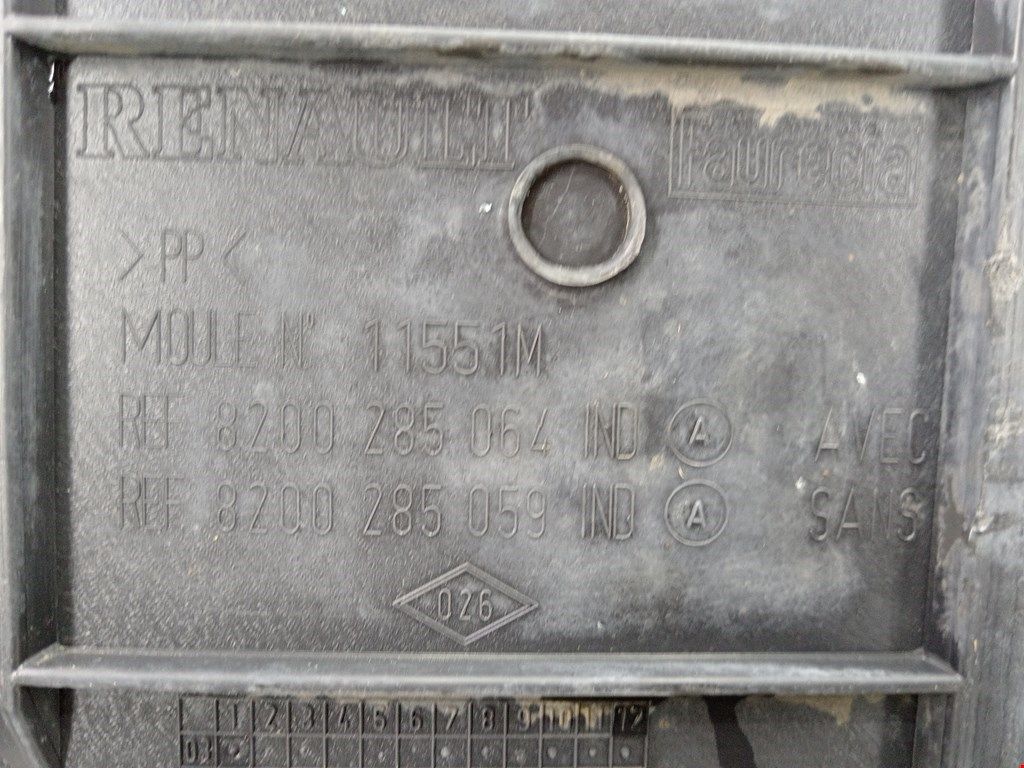 RENAULT Faurecia
>PP<
MOULE N° 11551M
REF 8200 285 064 IND A AVEC
REF 8200 285 059 IND A SANS
026
1 2 3 4 5 6 7 8 9 10 11 12
03